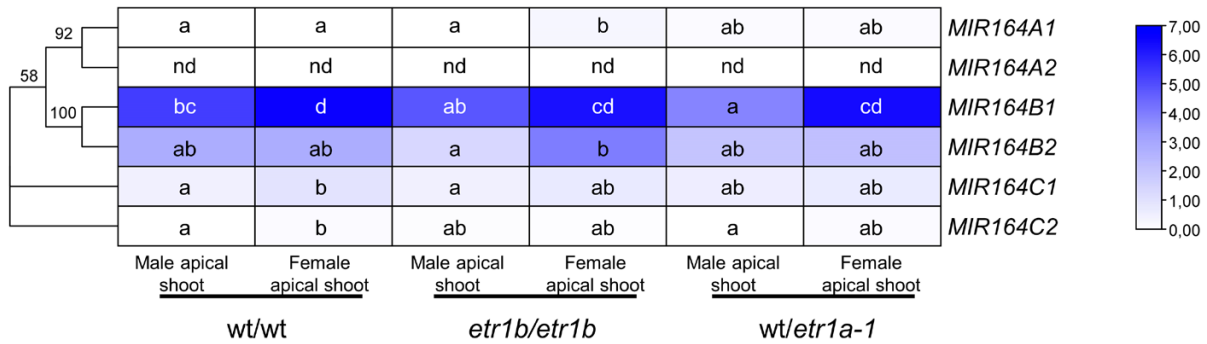 92
58
100
a a a b ab ab MIR164A1
nd nd nd nd nd nd MIR164A2
bc d ab cd a cd MIR164B1
ab ab a b ab ab MIR164B2
a b a ab ab ab MIR164C1
a b ab ab a ab MIR164C2
7,00
6,00
5,00
4,00
3,00
2,00
1,00
0,00
Male apical
shoot
Female
apical shoot
Male apical
shoot
Female
apical shoot
Male apical
shoot
Female
apical shoot
wt/wt
etr1b/etr1b
wt/etr1a-1